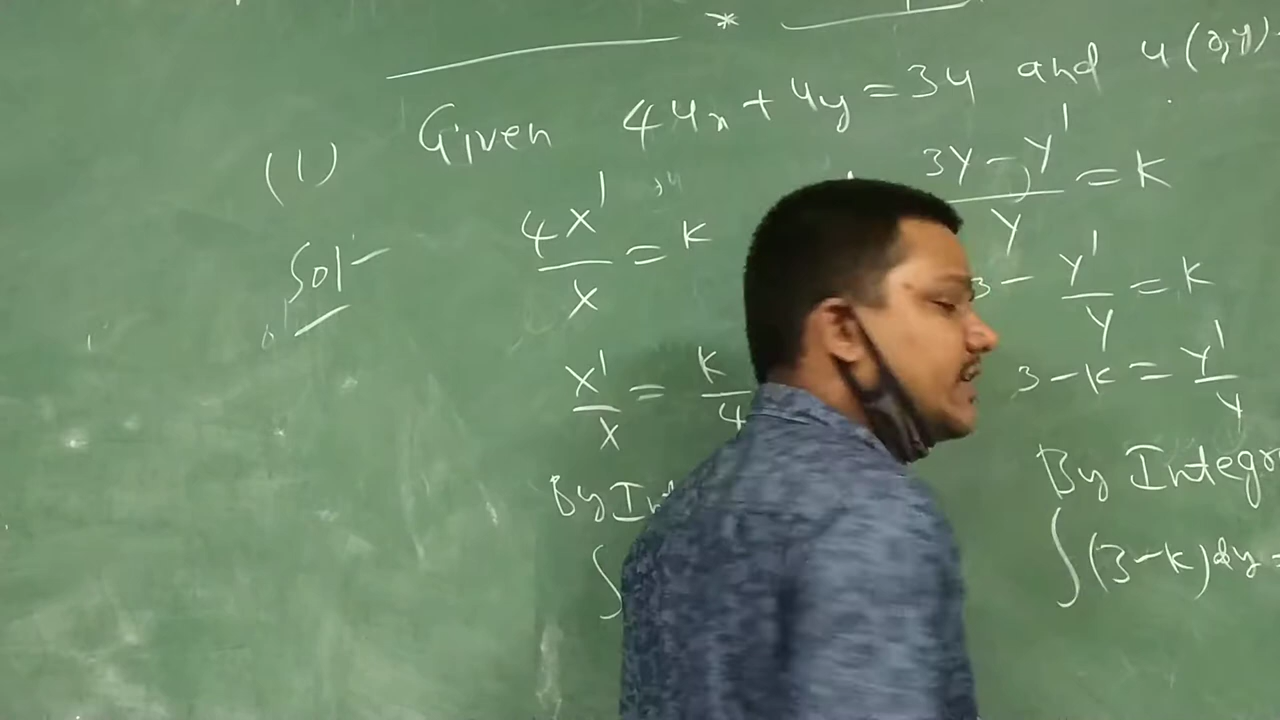 *
(1) Given 4ux + uy = 3u and u(0,y)
Sol:-
4X'/X = K
3Y - Y'/Y = K
3 - Y'/Y = K
X'/X = K/4
3 - K = Y'/Y
By In
By Integr
∫
∫(3-K)dy =